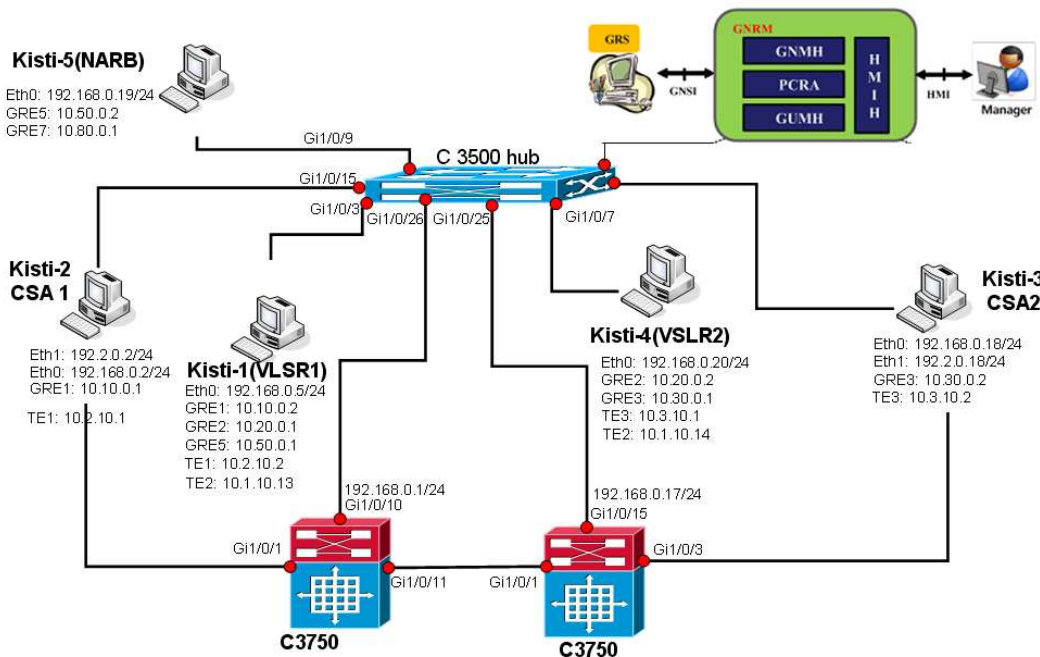 Kisti-5(NARB)
Eth0: 192.168.0.19/24
GRE5: 10.50.0.2
GRE7: 10.80.0.1
GRS
GNSI
GNRM
GNMH
PCRA
GUMH
H
M
I
H
HMI
Manager
Gi1/0/9
C 3500 hub
Gi1/0/15
Gi1/0/3
Gi1/0/26
Gi1/0/25
Gi1/0/7
Kisti-2
CSA 1
Eth1: 192.2.0.2/24
Eth0: 192.168.0.2/24
GRE1: 10.10.0.1
TE1: 10.2.10.1
Kisti-1(VLSR1)
Eth0: 192.168.0.5/24
GRE1: 10.10.0.2
GRE2: 10.20.0.1
GRE5: 10.50.0.1
TE1: 10.2.10.2
TE2: 10.1.10.13
Kisti-4(VSLR2)
Eth0: 192.168.0.20/24
GRE2: 10.20.0.2
GRE3: 10.30.0.1
TE3: 10.3.10.1
TE2: 10.1.10.14
Kisti-3
CSA2
Eth0: 192.168.0.18/24
Eth1: 192.2.0.18/24
GRE3: 10.30.0.2
TE3: 10.3.10.2
192.168.0.1/24
Gi1/0/10
192.168.0.17/24
Gi1/0/15
Gi1/0/1
Gi1/0/11
Gi1/0/1
Gi1/0/3
C3750
C3750